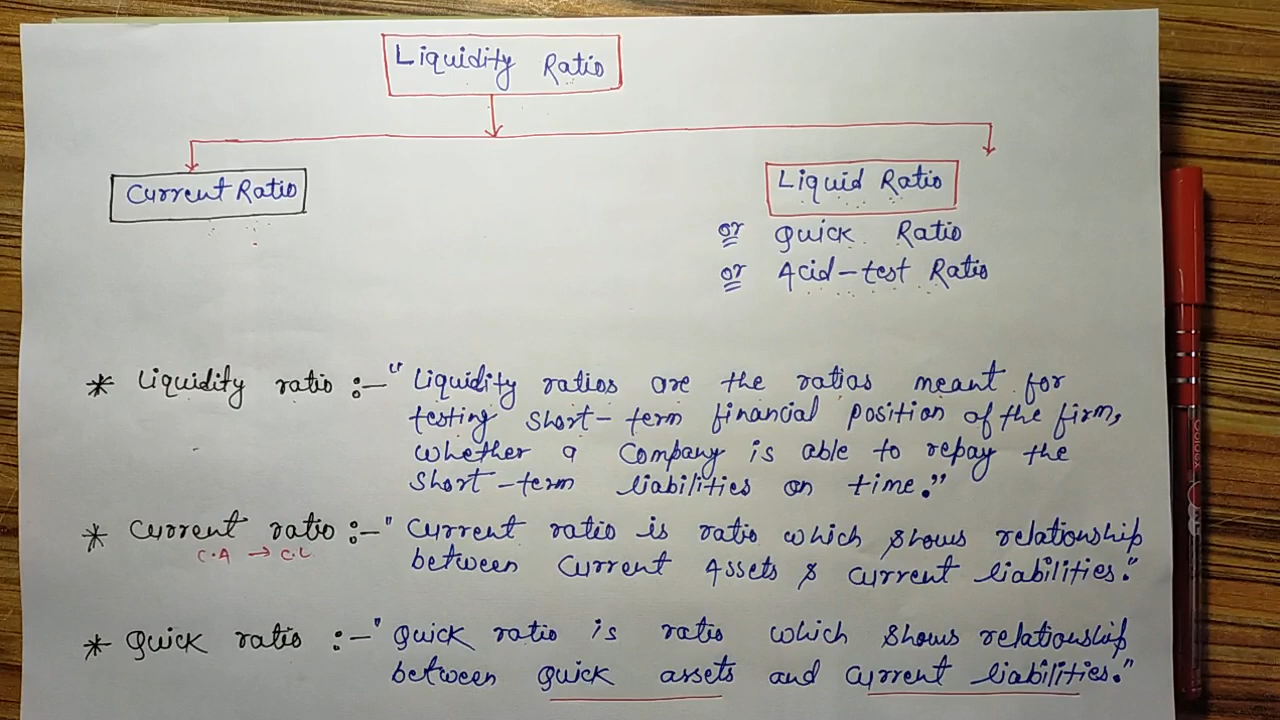 Liquidity Ratio
Current Ratio
Liquid Ratio
or Quick Ratio
or Acid-test Ratio
* Liquidity ratio :- "Liquidity ratios are the ratios meant for
testing short-term financial position of the firm,
whether a company is able to repay the
short-term liabilities on time."
* Current ratio :- "Current ratio is ratio which shows relationship
C.A → C.L
between current Assets & current liabilities."
* Quick ratio :- "Quick ratio is ratio which shows relationship
between quick assets and current liabilities."